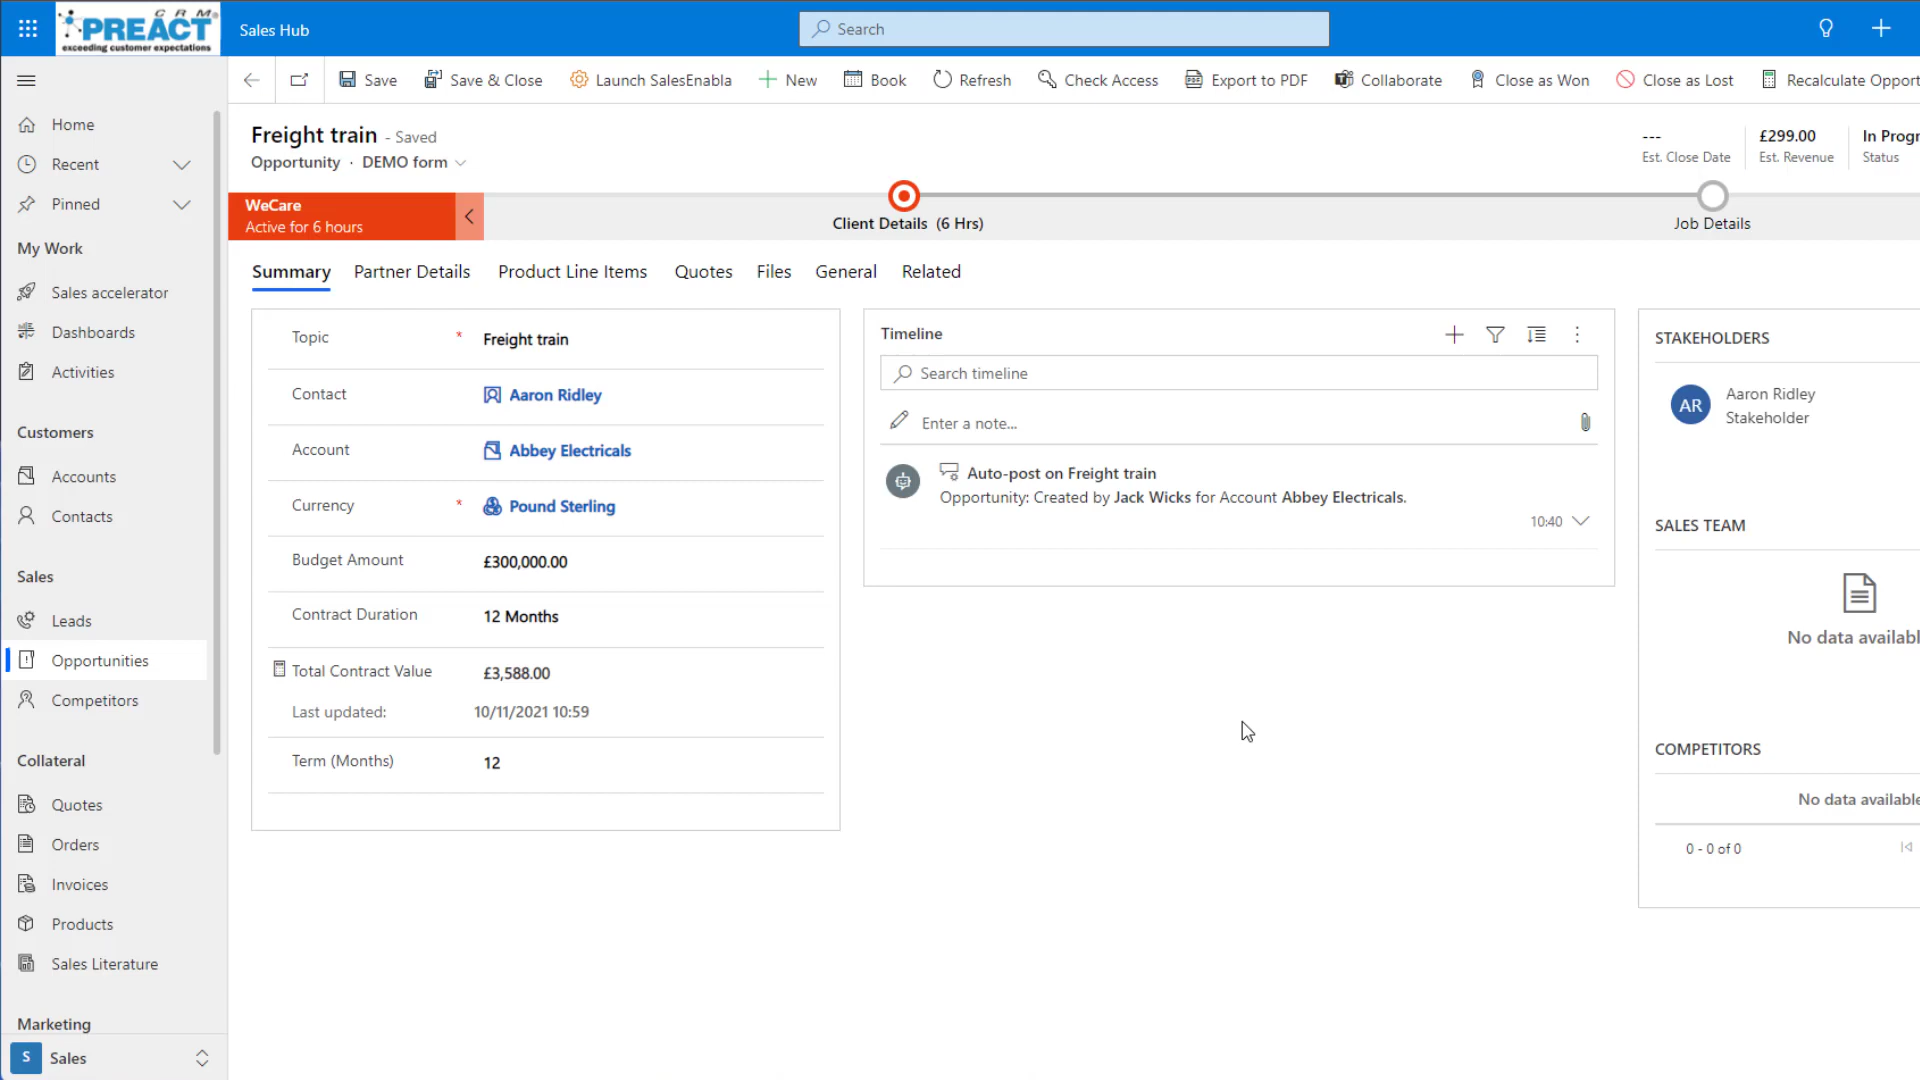 CRM
PREACT
exceeding customer expectations
Sales Hub
Search
Save
Save & Close
Launch SalesEnabla
New
Book
Refresh
Check Access
Export to PDF
Collaborate
Close as Won
Close as Lost
Recalculate Opport
Home
Recent
Pinned
My Work
Sales accelerator
Dashboards
Activities
Customers
Accounts
Contacts
Sales
Leads
Opportunities
Competitors
Collateral
Quotes
Orders
Invoices
Products
Sales Literature
Marketing
S Sales
Freight train - Saved
Opportunity · DEMO form
---
Est. Close Date
£299.00
Est. Revenue
In Progr
Status
WeCare
Active for 6 hours
Client Details (6 Hrs)
Job Details
Summary
Partner Details
Product Line Items
Quotes
Files
General
Related
Topic * Freight train
Contact Aaron Ridley
Account Abbey Electricals
Currency * Pound Sterling
Budget Amount £300,000.00
Contract Duration 12 Months
Total Contract Value £3,588.00
Last updated: 10/11/2021 10:59
Term (Months) 12
Timeline
Search timeline
Enter a note...
Auto-post on Freight train
Opportunity: Created by Jack Wicks for Account Abbey Electricals.
10:40
STAKEHOLDERS
AR
Aaron Ridley
Stakeholder
SALES TEAM
No data availabl
COMPETITORS
No data available
0 - 0 of 0